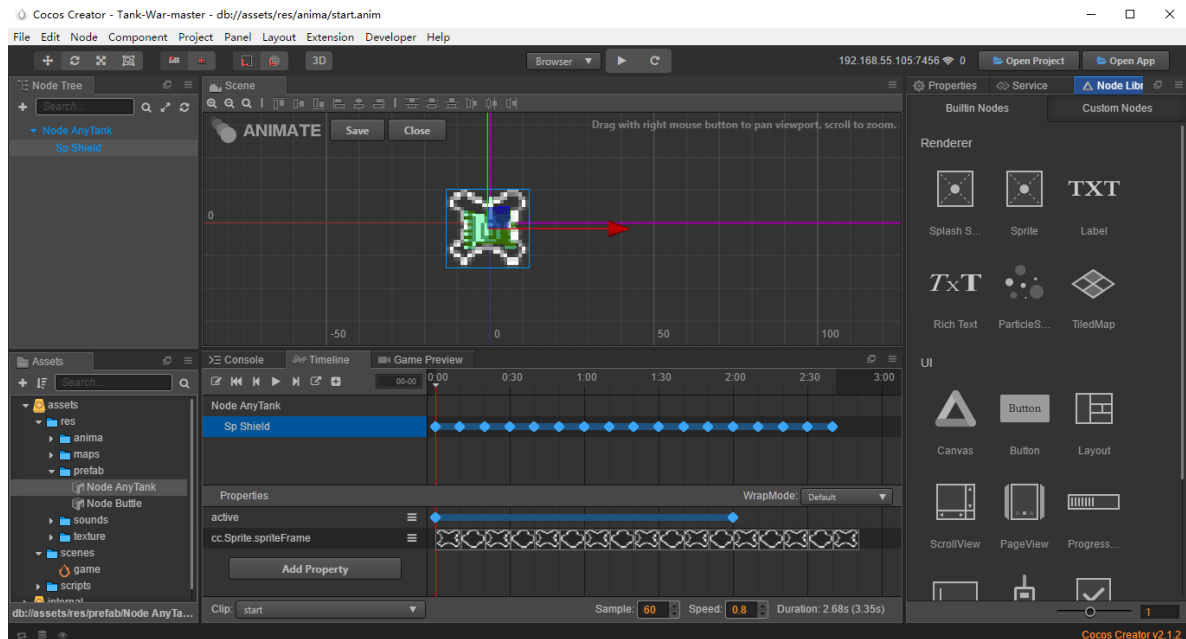 Cocos Creator - Tank-War-master - db://assets/res/anima/start.anim
File Edit Node Component Project Panel Layout Extension Developer Help
3D
Browser
192.168.55.105:7456 0
Open Project
Open App
Node Tree
Search...
Node AnyTank
Sp Shield
Scene
ANIMATE
Save
Close
Drag with right mouse button to pan viewport, scroll to zoom.
0
-50 0 50 100
Properties
Service
Node Libr
Builtin Nodes
Custom Nodes
Renderer
Splash S...
Sprite
TXT
Label
TxT
Rich Text
ParticleS...
TiledMap
UI
Canvas
Button
Button
Layout
ScrollView
PageView
Progress...
1
Assets
Search...
assets
res
anima
maps
prefab
Node AnyTank
Node Buttle
sounds
texture
scenes
game
scripts
internal
db://assets/res/prefab/Node AnyTa...
Console
Timeline
Game Preview
00-00
0:00 0:30 1:00 1:30 2:00 2:30 3:00
Node AnyTank
Sp Shield
Properties
WrapMode: Default
active
cc.Sprite.spriteFrame
Add Property
Clip: start
Sample: 60
Speed: 0.8
Duration: 2.68s (3.35s)
Cocos Creator v2.1.2